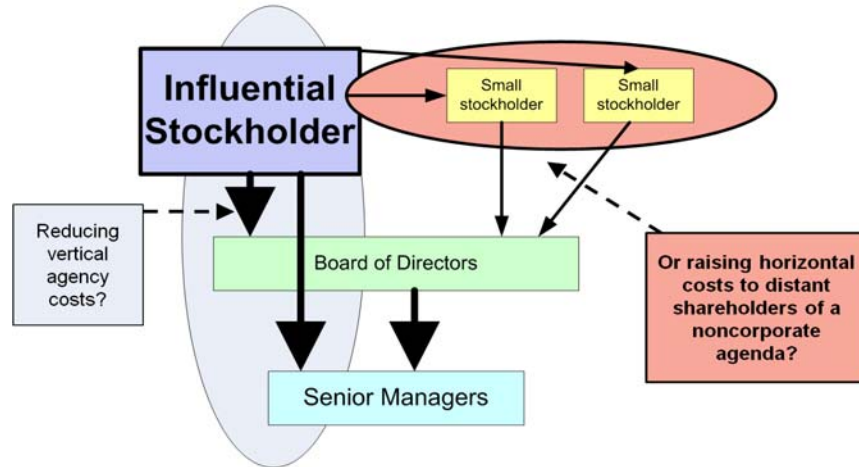 Influential
Stockholder
Small
stockholder
Small
stockholder
Reducing
vertical
agency
costs?
Board of Directors
Or raising horizontal
costs to distant
shareholders of a
noncorporate
agenda?
Senior Managers